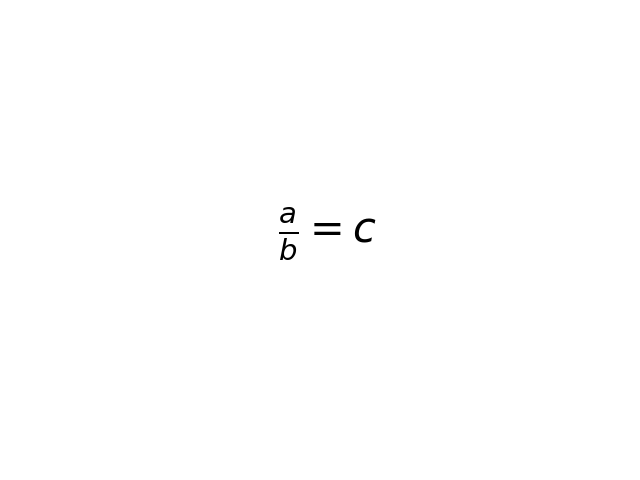 a/b = c